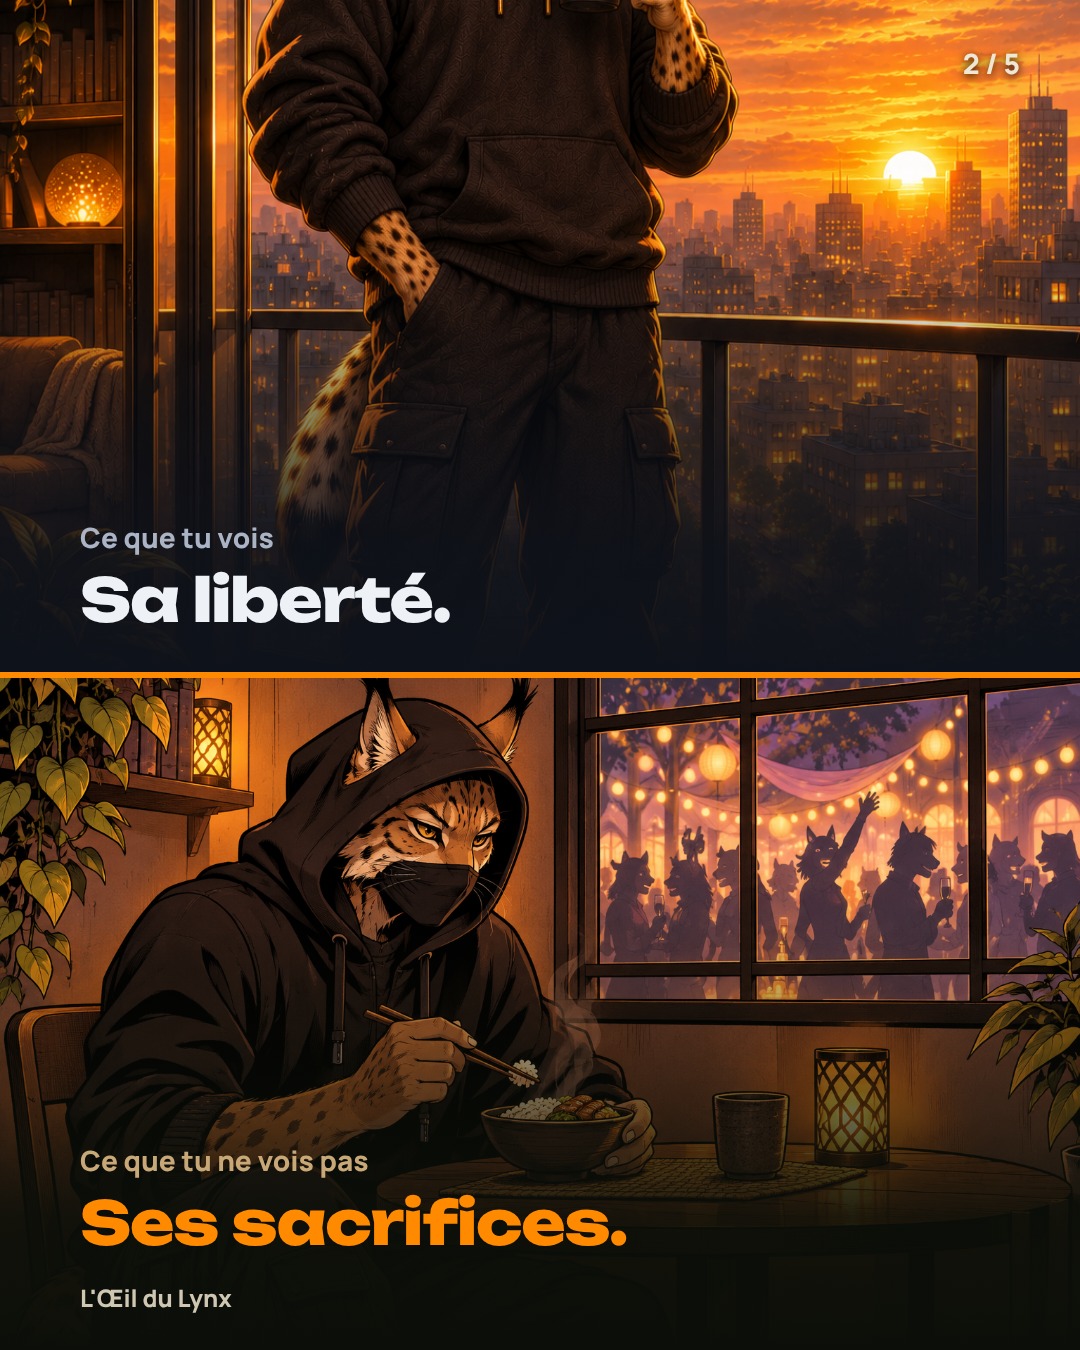 2 / 5
Ce que tu vois
Sa liberté.
Ce que tu ne vois pas
Ses sacrifices.
L'Œil du Lynx